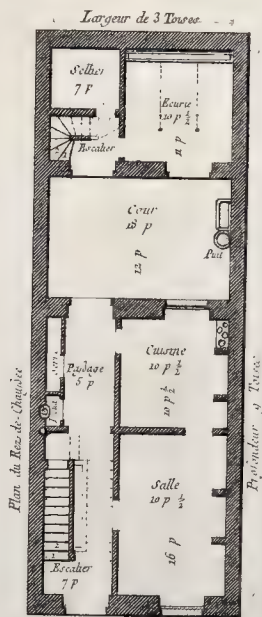 Largeur de 3 Toises
Selher
7 P
Ecurie
10 p ½
11 p
Escalier
Cour
18 p
12 p
Puit
Passage
5 p
Cuisine
10 p ½
10 p ½
Plan du Rez-de-Chaussée
Profondeur 9 Toises
Salle
10 p ½
16 p
Escalier
7 P